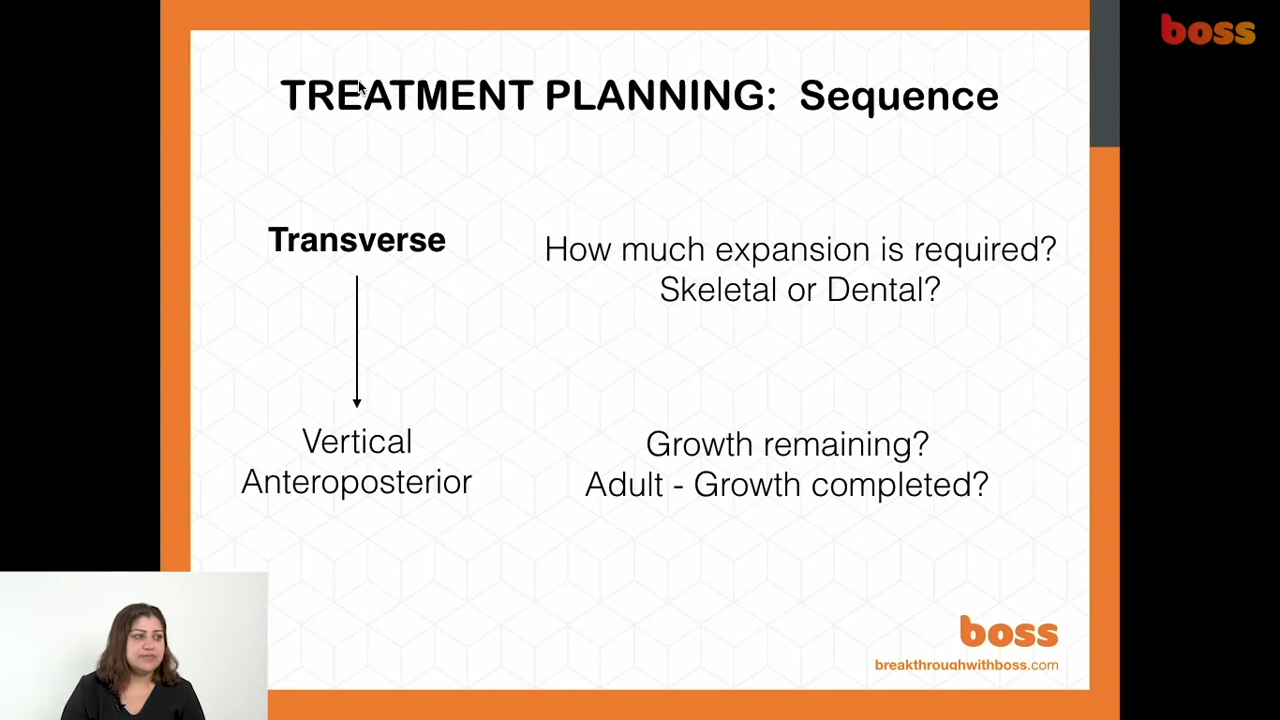 boss
TREATMENT PLANNING: Sequence
Transverse
How much expansion is required?
Skeletal or Dental?
Vertical
Anteroposterior
Growth remaining?
Adult - Growth completed?
boss
breakthroughwithboss.com